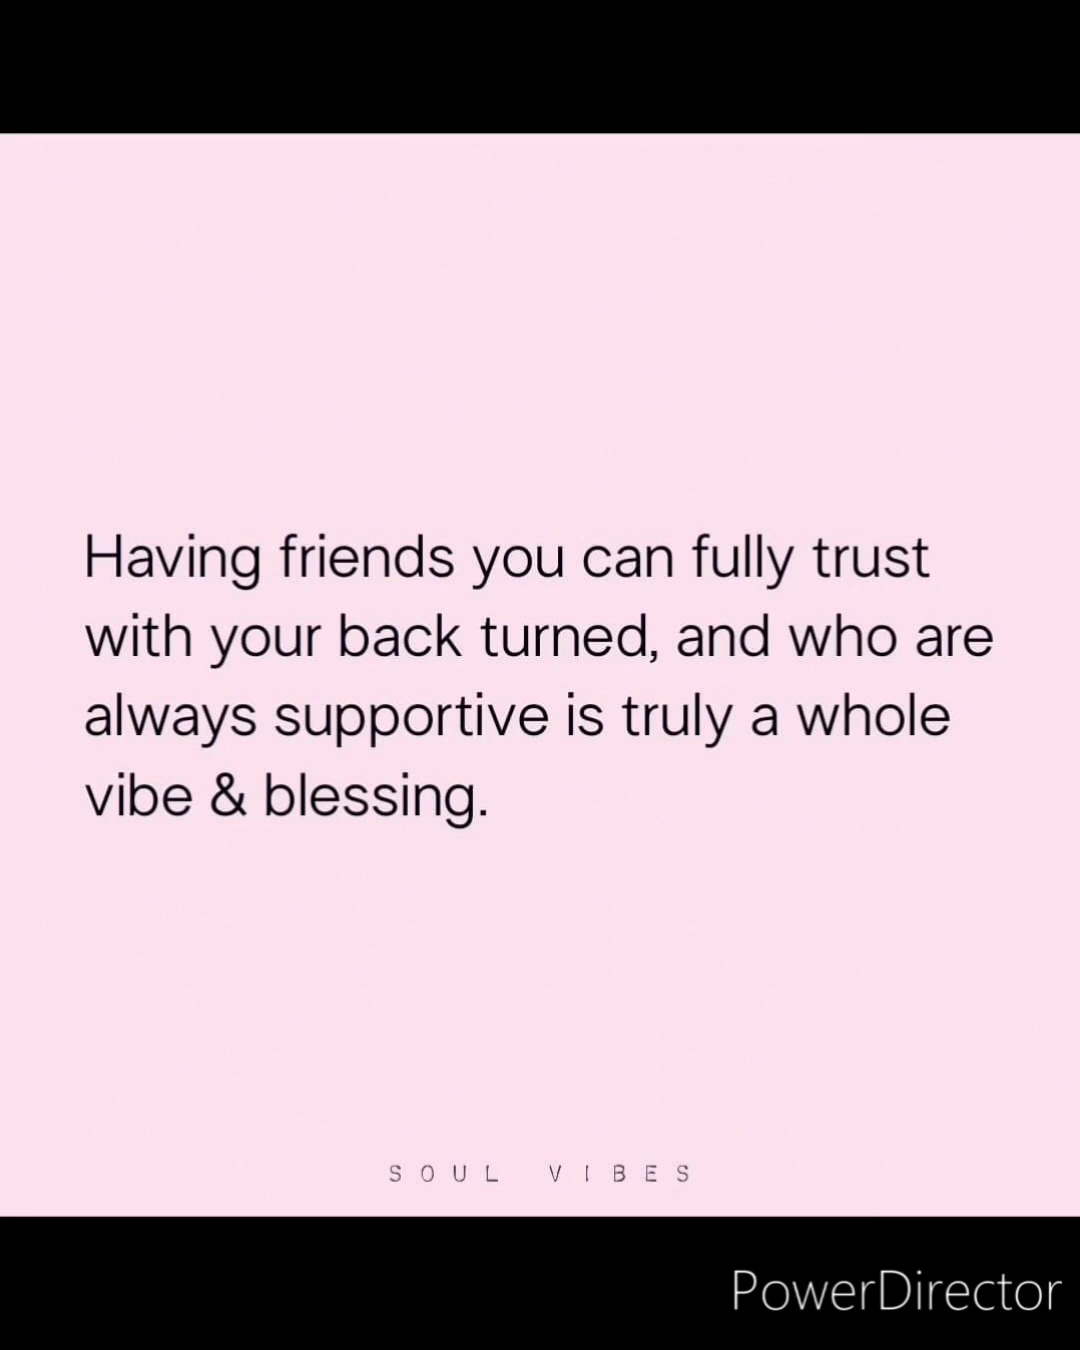 Having friends you can fully trust
with your back turned, and who are
always supportive is truly a whole
vibe & blessing.
SOUL VIBES
PowerDirector